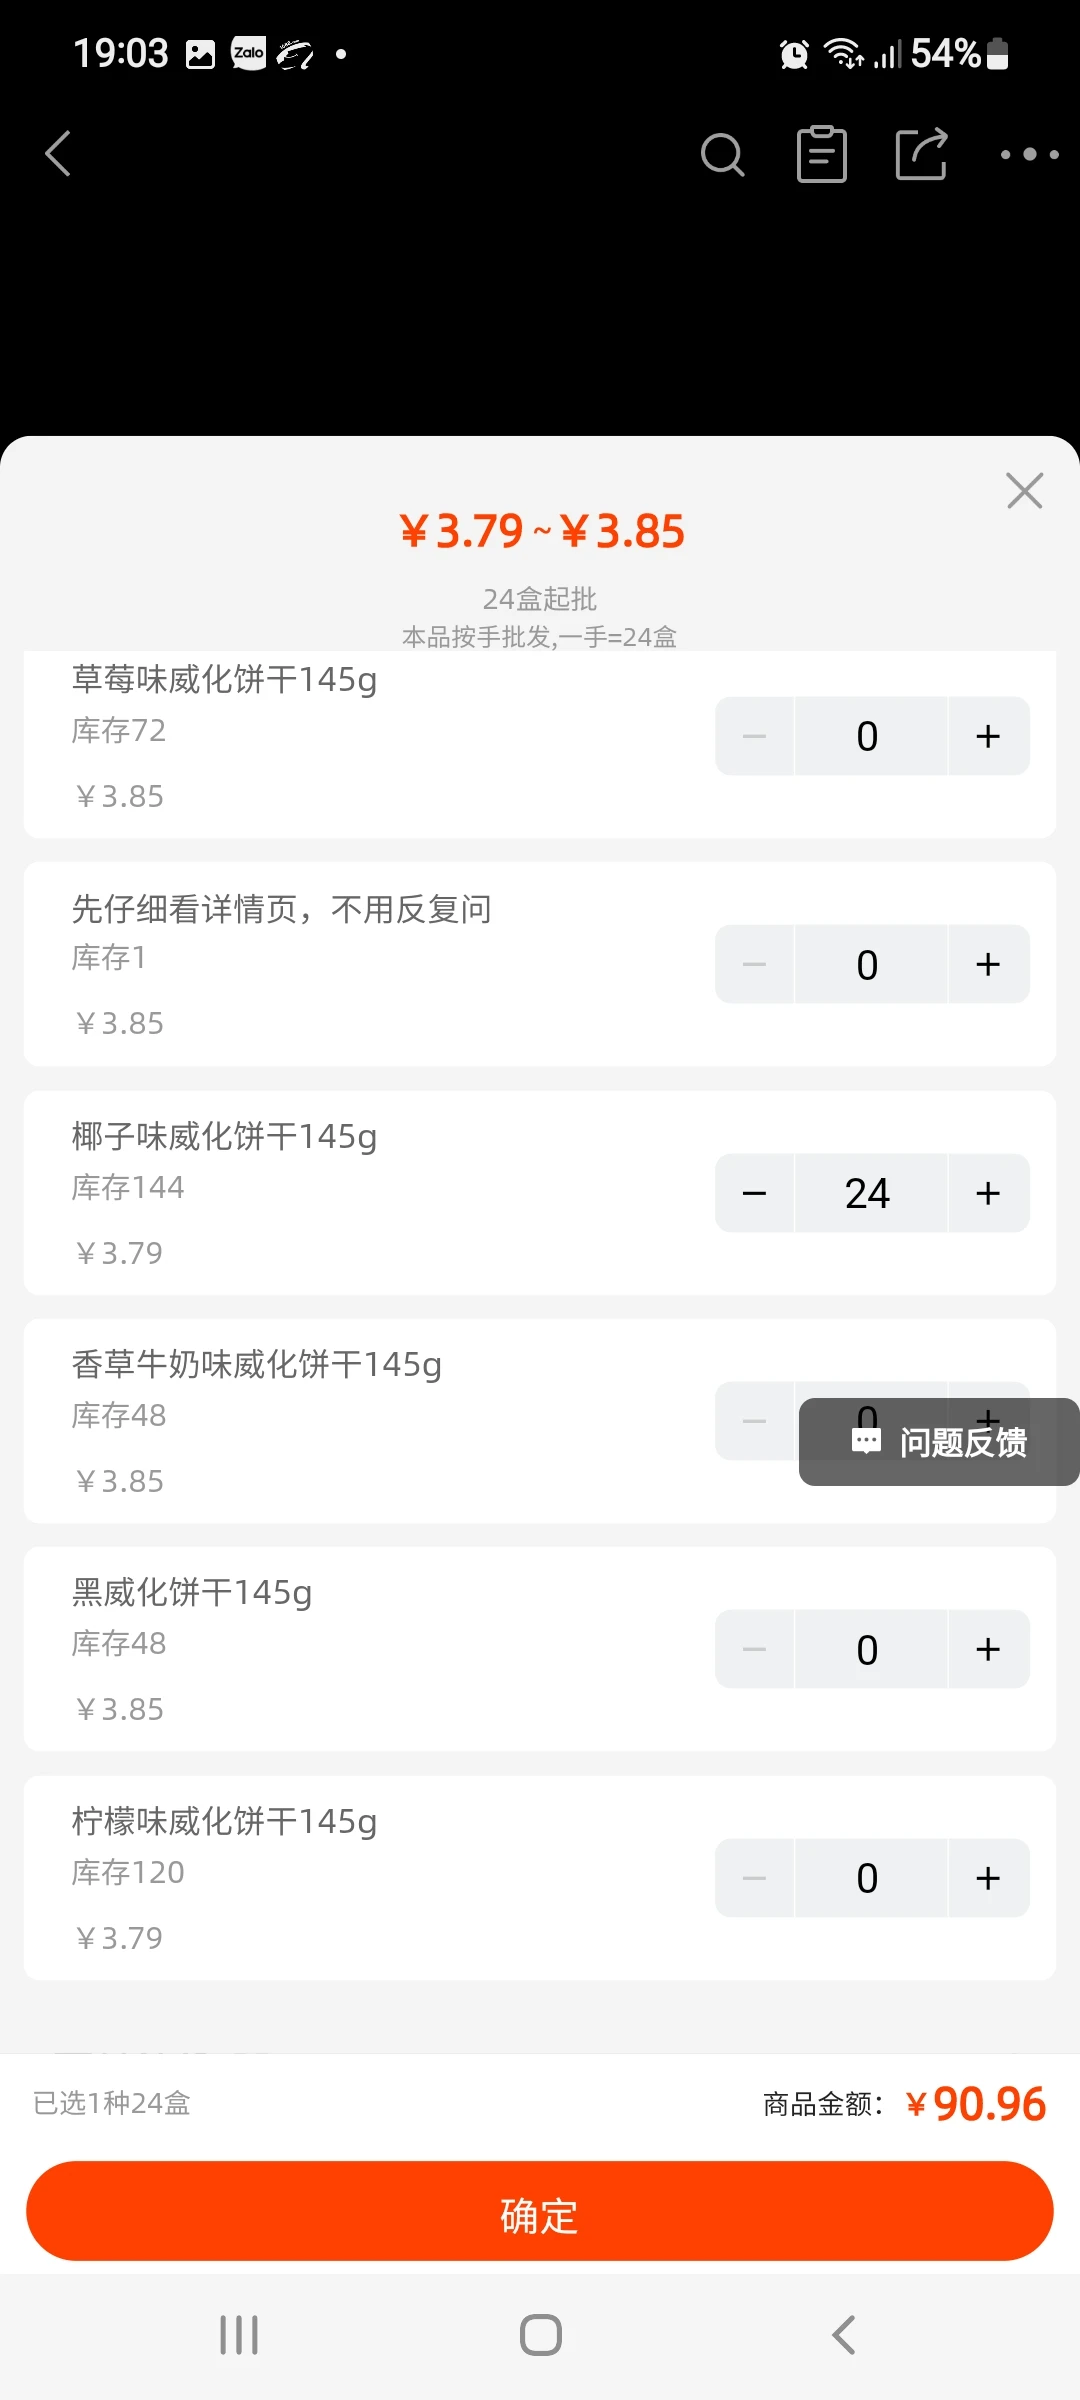 19:03
Zalo
54%
¥3.79~¥3.85
24盒起批
本品按手批发,一手=24盒
草莓味威化饼干145g
库存72
0
¥3.85
先仔细看详情页，不用反复问
库存1
0
¥3.85
椰子味威化饼干145g
库存144
24
¥3.79
香草牛奶味威化饼干145g
库存48
0
问题反馈
¥3.85
黑威化饼干145g
库存48
0
¥3.85
柠檬味威化饼干145g
库存120
0
¥3.79
已选1种24盒
商品金额：¥90.96
确定